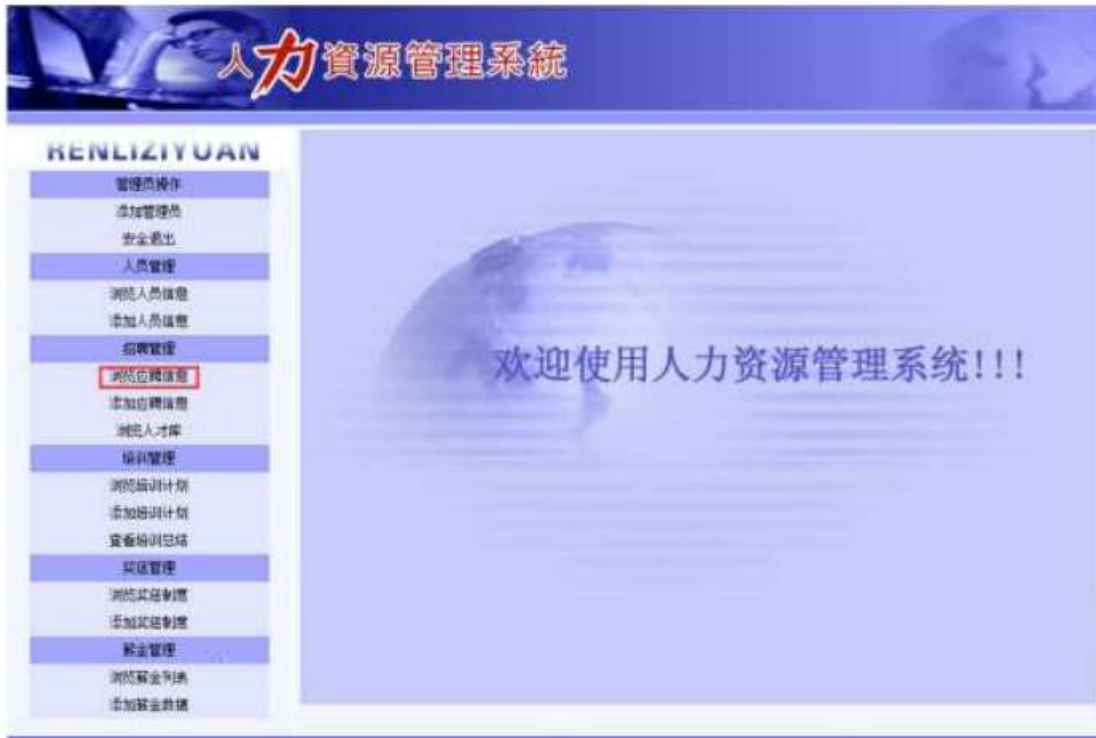 人力資源管理系統
RENLIZIYUAN
管理员操作
添加管理员
安全退出
人员管理
浏览人员信息
添加人员信息
招聘管理
浏览应聘信息
添加应聘信息
浏览人才库
培训管理
浏览培训计划
添加培训计划
查看培训总结
奖惩管理
浏览奖惩制度
添加奖惩制度
薪金管理
浏览薪金列表
添加薪金数据
欢迎使用人力资源管理系统!!!